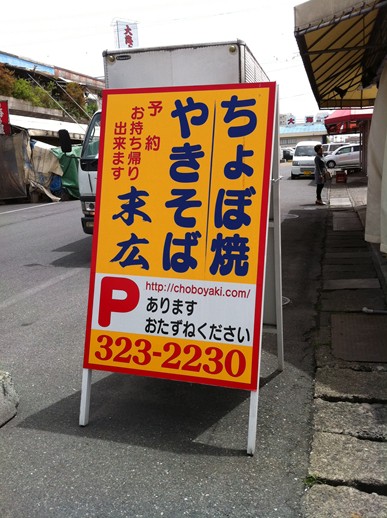 ちょぼ焼
やきそば
予約
お持ち帰り
出来ます
末広
P
http://choboyaki.com/
あります
おたずねください
323-2230